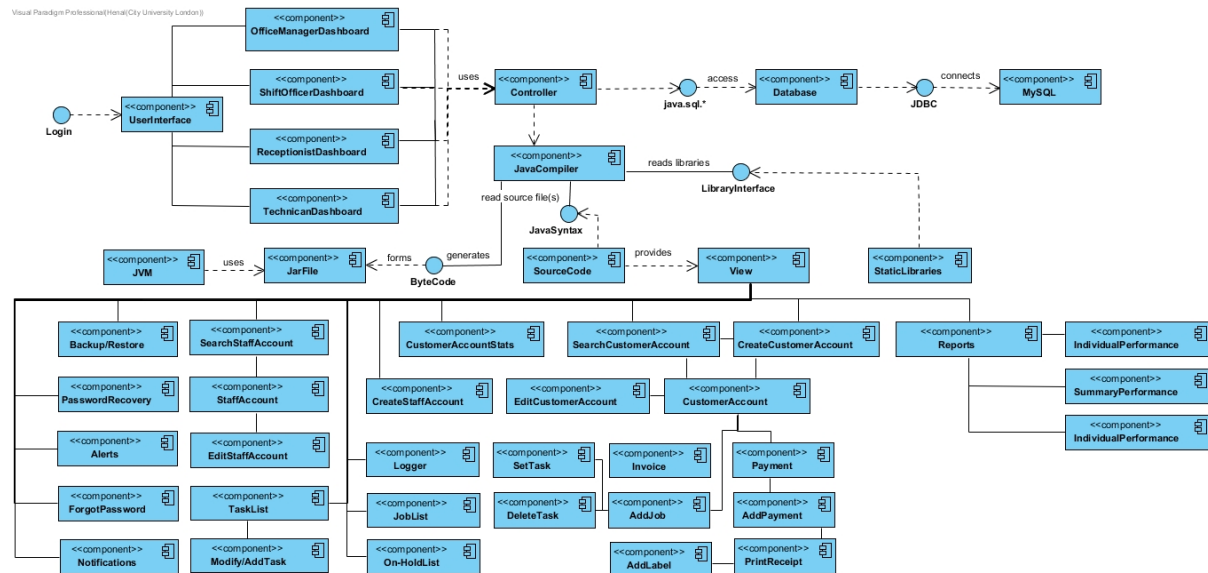 Visual Paradigm Professional(Henal(City University London))
<<component>>
OfficeManagerDashboard
<<component>>
ShiftOfficerDashboard
uses
<<component>>
Controller
access
java.sql.*
<<component>>
Database
JDBC
connects
<<component>>
MySQL
Login
<<component>>
UserInterface
<<component>>
ReceptionistDashboard
<<component>>
JavaCompiler
reads libraries
LibraryInterface
<<component>>
TechnicanDashboard
read source file(s)
JavaSyntax
<<component>>
JVM
uses
<<component>>
JarFile
forms
ByteCode
generates
<<component>>
SourceCode
provides
<<component>>
View
<<component>>
StaticLibraries
<<component>>
Backup/Restore
<<component>>
SearchStaffAccount
<<component>>
CustomerAccountStats
<<component>>
SearchCustomerAccount
<<component>>
CreateCustomerAccount
<<component>>
Reports
<<component>>
IndividualPerformance
<<component>>
PasswordRecovery
<<component>>
StaffAccount
<<component>>
CreateStaffAccount
<<component>>
EditCustomerAccount
<<component>>
CustomerAccount
<<component>>
SummaryPerformance
<<component>>
Alerts
<<component>>
EditStaffAccount
<<component>>
Logger
<<component>>
SetTask
<<component>>
Invoice
<<component>>
Payment
<<component>>
IndividualPerformance
<<component>>
ForgotPassword
<<component>>
TaskList
<<component>>
JobList
<<component>>
DeleteTask
<<component>>
AddJob
<<component>>
AddPayment
<<component>>
Notifications
<<component>>
Modify/AddTask
<<component>>
On-HoldList
<<component>>
AddLabel
<<component>>
PrintReceipt